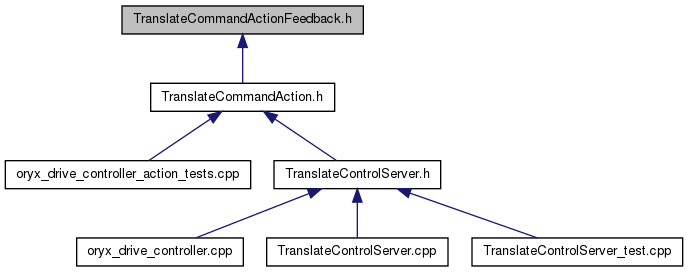 TranslateCommandActionFeedback.h
TranslateCommandAction.h
oryx_drive_controller_action_tests.cpp
TranslateControlServer.h
oryx_drive_controller.cpp
TranslateControlServer.cpp
TranslateControlServer_test.cpp